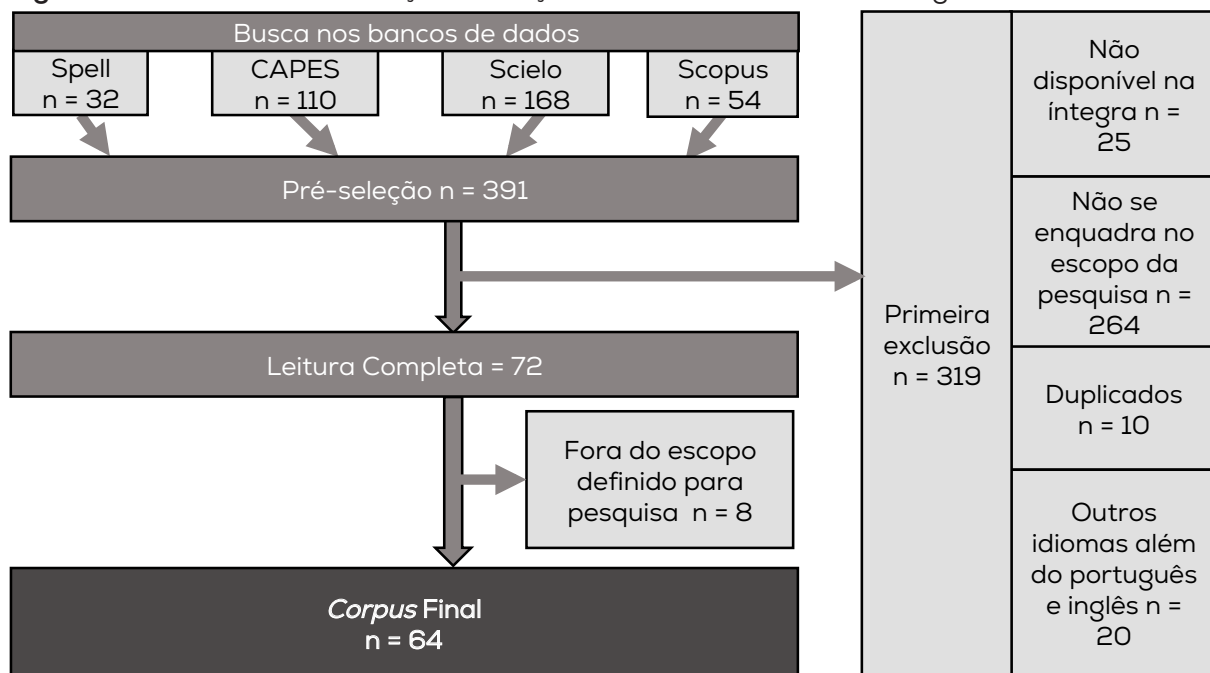 Busca nos bancos de dados
Spell
n = 32
CAPES
n = 110
Scielo
n = 168
Scopus
n = 54
Pré-seleção n = 391
Leitura Completa = 72
Fora do escopo
definido para
pesquisa n = 8
Corpus Final
n = 64
Primeira
exclusão
n = 319
Não
disponível na
íntegra n =
25
Não se
enquadra no
escopo da
pesquisa n =
264
Duplicados
n = 10
Outros
idiomas além
do português
e inglês n =
20